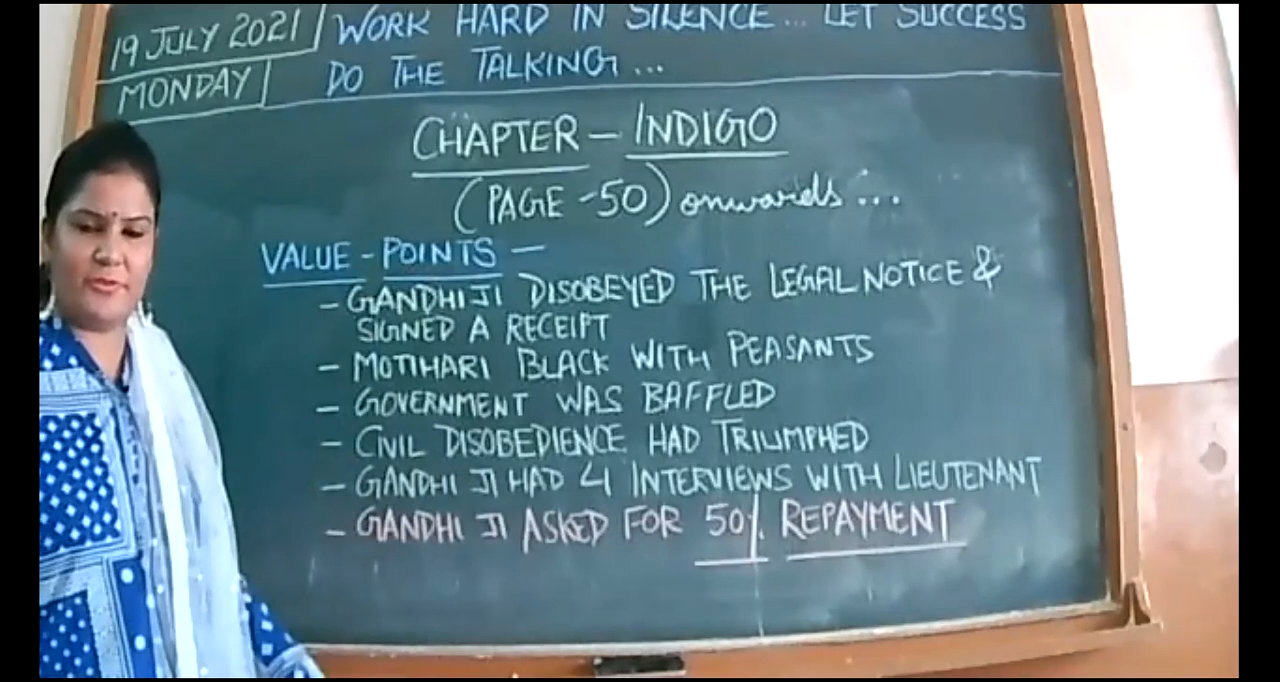 19 JULY 2021
MONDAY
WORK HARD IN SILENCE... LET SUCCESS
DO THE TALKING...
CHAPTER - INDIGO
(PAGE -50) onwards...
VALUE - POINTS -
- GANDHI JI DISOBEYED THE LEGAL NOTICE &
SIGNED A RECEIPT
- MOTIHARI BLACK WITH PEASANTS
- GOVERNMENT WAS BAFFLED
- CIVIL DISOBEDIENCE HAD TRIUMPHED
- GANDHI JI HAD 4 INTERVIEWS WITH LIEUTENANT
- GANDHI JI ASKED FOR 50% REPAYMENT